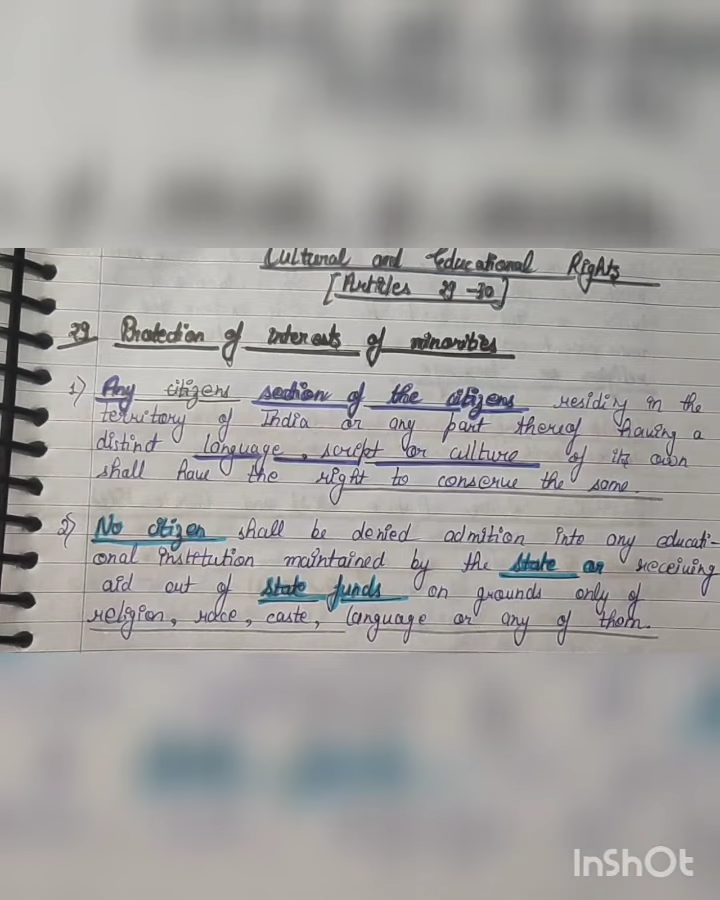 Cultural and Educational Rights
[Articles 29-30]
29 Protection of interests of minorities
1) Any citizens section of the citizens residing in the
territory of India or any part thereof having a
distind language, script or culture of its own
shall have the right to conserve the same.
2) No citizen shall be denied admition into any educati-
onal institution maintained by the state or receiving
aid out of state funds on grounds only of
religion, race, caste, language or any of them.
InShOt